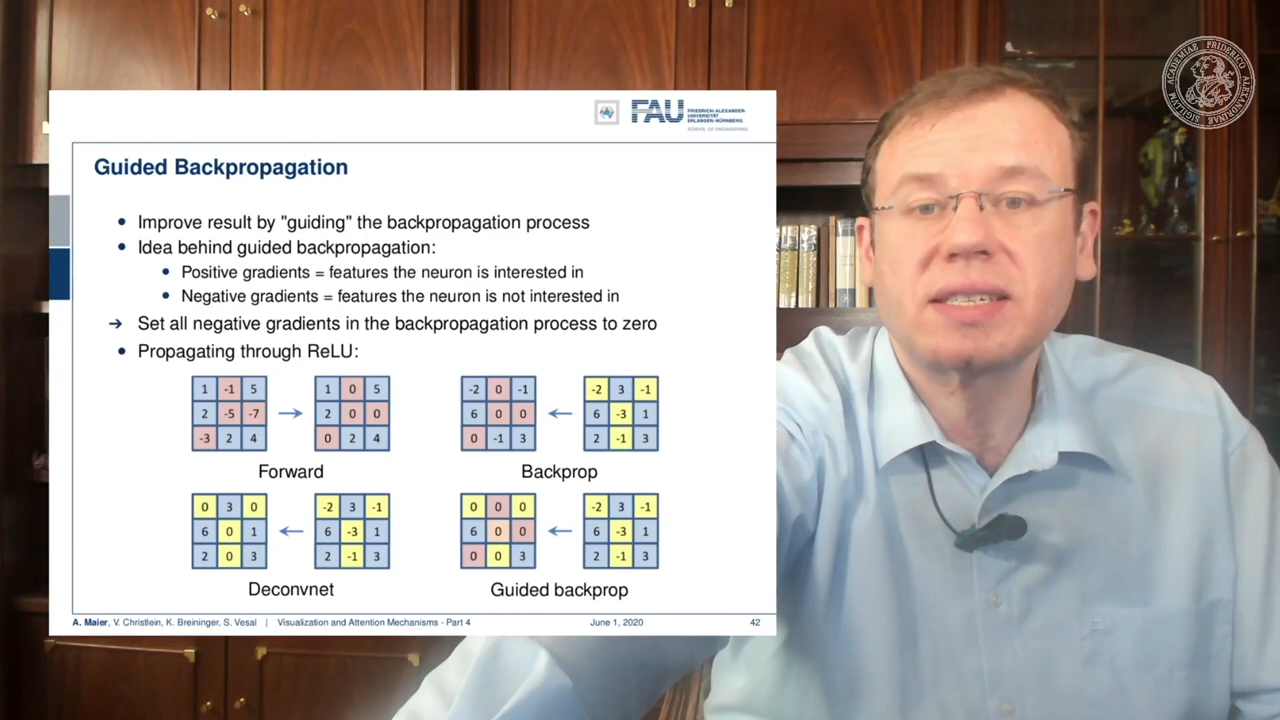 ACADEMIAE FRIDERICO ALEXANDRINAE SIGILLUM
FAU FRIEDRICH-ALEXANDER-
UNIVERSITÄT
ERLANGEN-NÜRNBERG
SCHOOL OF ENGINEERING
Guided Backpropagation
• Improve result by "guiding" the backpropagation process
• Idea behind guided backpropagation:
• Positive gradients = features the neuron is interested in
• Negative gradients = features the neuron is not interested in
→ Set all negative gradients in the backpropagation process to zero
• Propagating through ReLU:
1 -1 5 1 0 5 -2 0 -1 -2 3 -1
2 -5 -7 → 2 0 0 6 0 0 ← 6 -3 1
-3 2 4 0 2 4 0 -1 3 2 -1 3
Forward Backprop
0 3 0 -2 3 -1 0 0 0 -2 3 -1
6 0 1 ← 6 -3 1 6 0 0 ← 6 -3 1
2 0 3 2 -1 3 0 0 3 2 -1 3
Deconvnet Guided backprop
A. Maier, V. Christlein, K. Breininger, S. Vesal | Visualization and Attention Mechanisms - Part 4 June 1, 2020 42